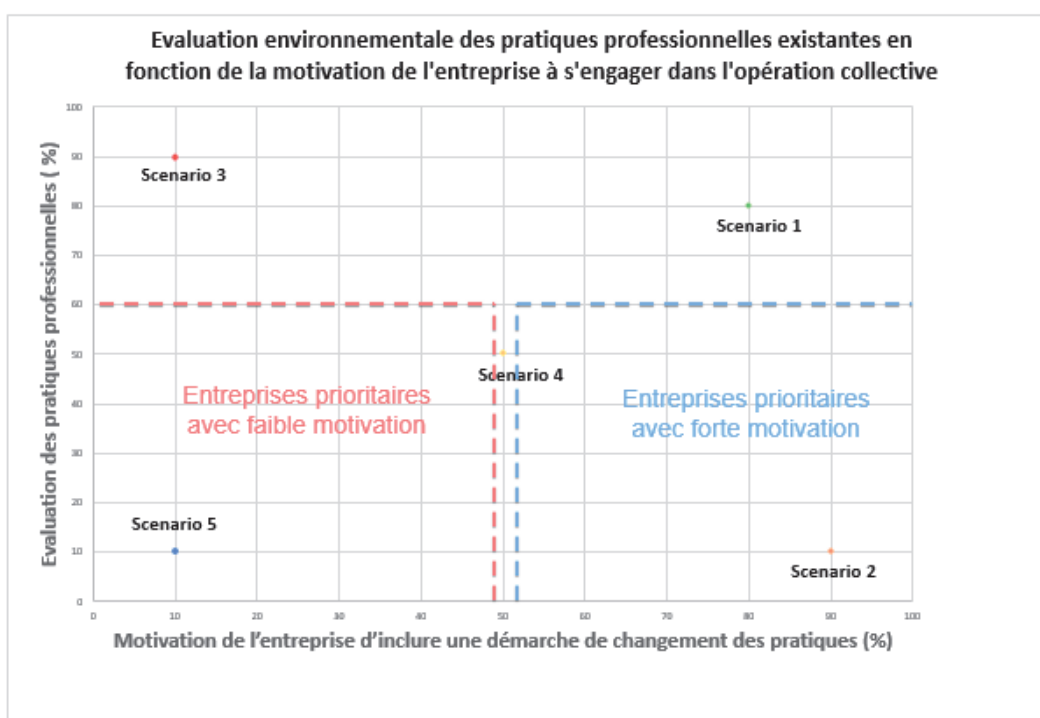 Evaluation environnementale des pratiques professionnelles existantes en
fonction de la motivation de l'entreprise à s'engager dans l'opération collective
Evaluation des pratiques professionnelles ( %)
100
90
80
70
60
50
40
30
20
10
0
Scenario 3
Scenario 1
Scenario 4
Entreprises prioritaires
avec faible motivation
Entreprises prioritaires
avec forte motivation
Scenario 5
Scenario 2
0 10 20 30 40 50 60 70 80 90 100
Motivation de l’entreprise d’inclure une démarche de changement des pratiques (%)